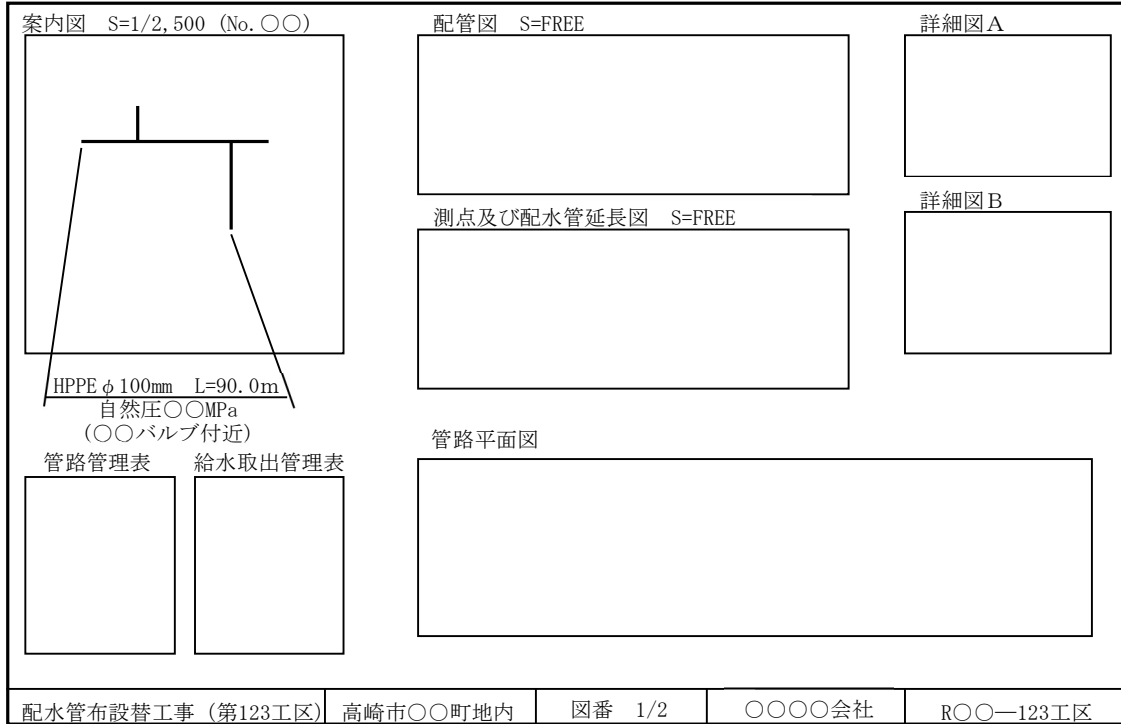 案内図　S=1/2,500 (No.○○)
配管図　S=FREE
詳細図A
測点及び配水管延長図　S=FREE
詳細図B
HPPEφ100mm　L=90.0m
自然圧○○MPa
(○○バルブ付近)
管路平面図
管路管理表
給水取出管理表
配水管布設替工事 (第123工区)
高崎市○○町地内
図番　1/2
○○○○会社
R○○―123工区